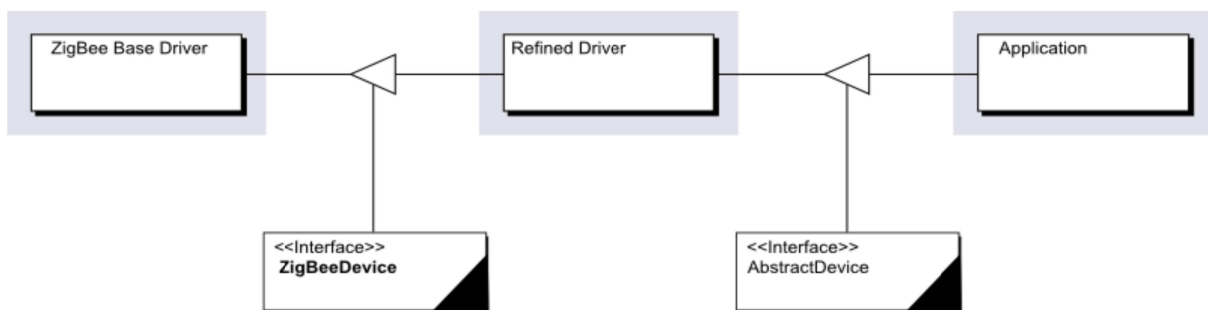 ZigBee Base Driver
Refined Driver
Application
<<Interface>>
ZigBeeDevice
<<Interface>>
AbstractDevice